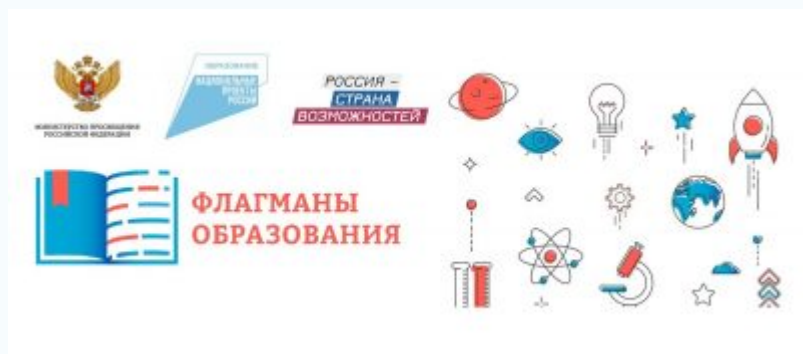 МИНИСТЕРСТВО ПРОСВЕЩЕНИЯ
РОССИЙСКОЙ ФЕДЕРАЦИИ
ОБРАЗОВАНИЕ
НАЦИОНАЛЬНЫЕ
ПРОЕКТЫ
РОССИИ
РОССИЯ –
СТРАНА
ВОЗМОЖНОСТЕЙ
ФЛАГМАНЫ
ОБРАЗОВАНИЯ